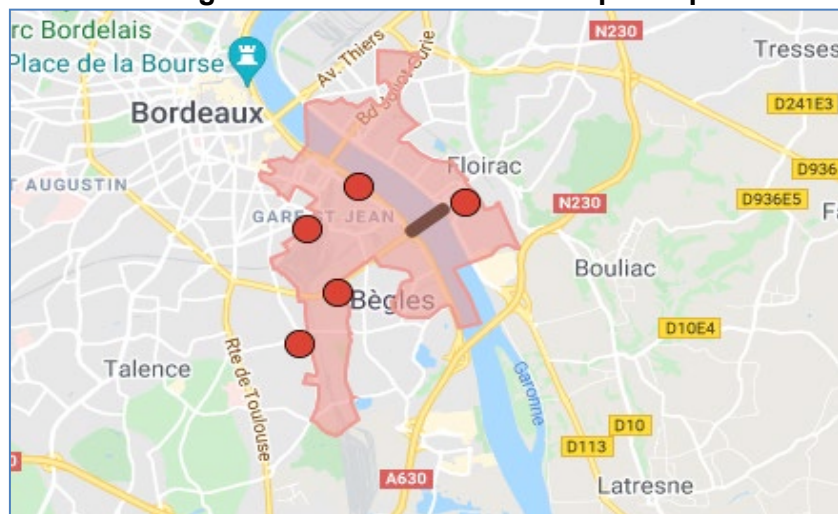 rc Bordelais
Place de la Bourse
Bordeaux
Av. Thiers
Bd Joliot-Curie
N230
Tresses
D241E3
Floirac
D936
T AUGUSTIN
GARE ST JEAN
N230
D936E5
Bouliac
Bègles
D10E4
Talence
Rte de Toulouse
Garonne
D10
D113
A630
Latresne